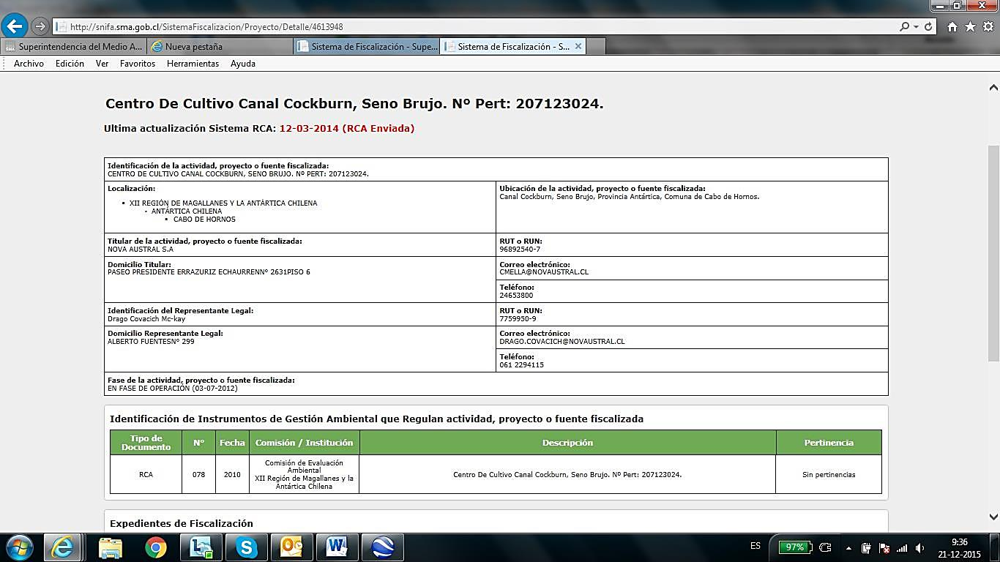 http://snifa.sma.gob.cl/SistemaFiscalizacion/Proyecto/Detalle/4613948
Superintendencia del Medio A...
Nueva pestaña
Sistema de Fiscalización - Supe...
Sistema de Fiscalización - S...
Archivo Edición Ver Favoritos Herramientas Ayuda
Centro De Cultivo Canal Cockburn, Seno Brujo. Nº Pert: 207123024.
Ultima actualización Sistema RCA: 12-03-2014 (RCA Enviada)
Identificación de la actividad, proyecto o fuente fiscalizada:
CENTRO DE CULTIVO CANAL COCKBURN, SENO BRUJO. Nº PERT: 207123024.
Localización:
XII REGIÓN DE MAGALLANES Y LA ANTÁRTICA CHILENA
ANTÁRTICA CHILENA
CABO DE HORNOS
Ubicación de la actividad, proyecto o fuente fiscalizada:
Canal Cockburn, Seno Brujo, Provincia Antártica, Comuna de Cabo de Hornos.
Titular de la actividad, proyecto o fuente fiscalizada:
NOVA AUSTRAL S.A
RUT o RUN:
96892540-7
Domicilio Titular:
PASEO PRESIDENTE ERRAZURIZ ECHAURRENNº 2631PISO 6
Correo electrónico:
CMELLA@NOVAUSTRAL.CL
Teléfono:
24653800
Identificación del Representante Legal:
Drago Covacich Mc-kay
RUT o RUN:
7759950-9
Domicilio Representante Legal:
ALBERTO FUENTESNº 299
Correo electrónico:
DRAGO.COVACICH@NOVAUSTRAL.CL
Teléfono:
061 2294115
Fase de la actividad, proyecto o fuente fiscalizada:
EN FASE DE OPERACIÓN (03-07-2012)
Identificación de Instrumentos de Gestión Ambiental que Regulan actividad, proyecto o fuente fiscalizada
Tipo de
Documento
Nº
Fecha
Comisión / Institución
Descripción
Pertinencia
RCA
078
2010
Comisión de Evaluación
Ambiental
XII Región de Magallanes y la
Antártica Chilena
Centro De Cultivo Canal Cockburn, Seno Brujo. Nº Pert: 207123024.
Sin pertinencias
Expedientes de Fiscalización
ES
97%
9:36
21-12-2015